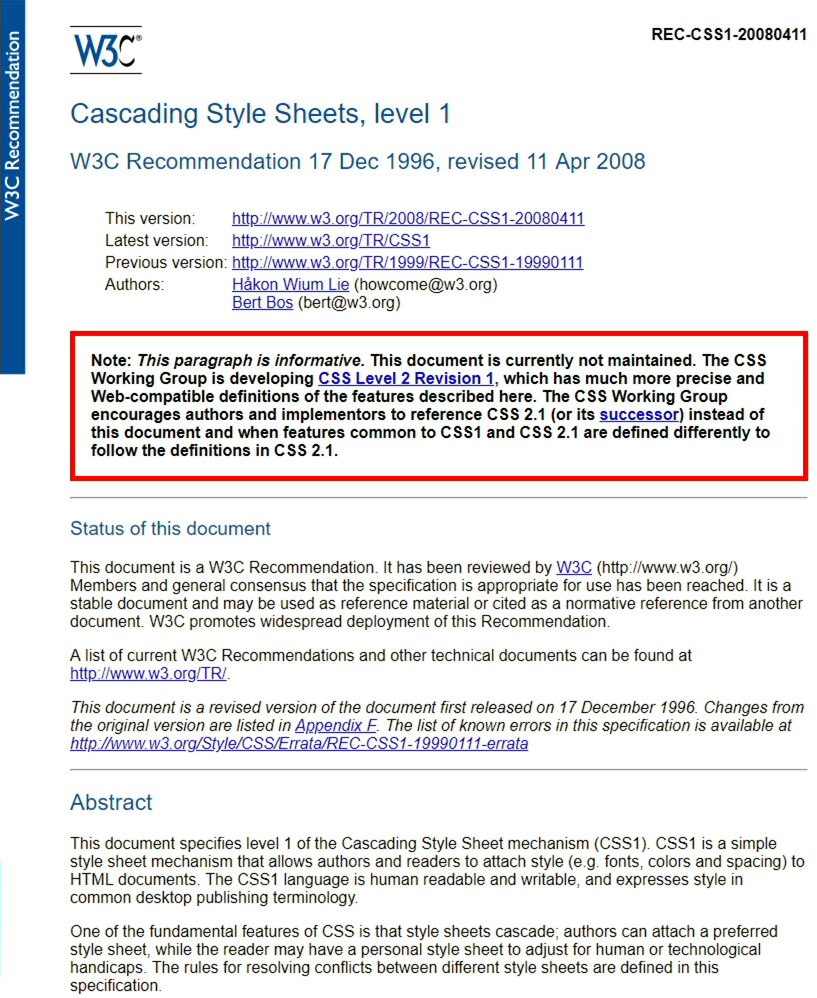 W3C Recommendation
W3C®
REC-CSS1-20080411
Cascading Style Sheets, level 1
W3C Recommendation 17 Dec 1996, revised 11 Apr 2008
This version: http://www.w3.org/TR/2008/REC-CSS1-20080411
Latest version: http://www.w3.org/TR/CSS1
Previous version: http://www.w3.org/TR/1999/REC-CSS1-19990111
Authors: Håkon Wium Lie (howcome@w3.org)
Bert Bos (bert@w3.org)
Note: This paragraph is informative. This document is currently not maintained. The CSS
Working Group is developing CSS Level 2 Revision 1, which has much more precise and
Web-compatible definitions of the features described here. The CSS Working Group
encourages authors and implementors to reference CSS 2.1 (or its successor) instead of
this document and when features common to CSS1 and CSS 2.1 are defined differently to
follow the definitions in CSS 2.1.
Status of this document
This document is a W3C Recommendation. It has been reviewed by W3C (http://www.w3.org/)
Members and general consensus that the specification is appropriate for use has been reached. It is a
stable document and may be used as reference material or cited as a normative reference from another
document. W3C promotes widespread deployment of this Recommendation.
A list of current W3C Recommendations and other technical documents can be found at
http://www.w3.org/TR/.
This document is a revised version of the document first released on 17 December 1996. Changes from
the original version are listed in Appendix F. The list of known errors in this specification is available at
http://www.w3.org/Style/CSS/Errata/REC-CSS1-19990111-errata
Abstract
This document specifies level 1 of the Cascading Style Sheet mechanism (CSS1). CSS1 is a simple
style sheet mechanism that allows authors and readers to attach style (e.g. fonts, colors and spacing) to
HTML documents. The CSS1 language is human readable and writable, and expresses style in
common desktop publishing terminology.
One of the fundamental features of CSS is that style sheets cascade; authors can attach a preferred
style sheet, while the reader may have a personal style sheet to adjust for human or technological
handicaps. The rules for resolving conflicts between different style sheets are defined in this
specification.